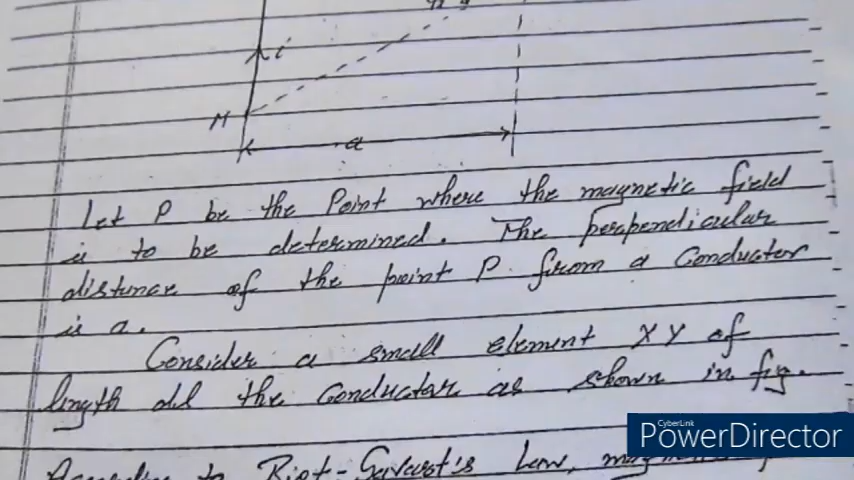 i
M
a
Let P be the Point where the magnetic field
is to be determined. The perpendicular
distance of the point P from a Conductor
is a.
Consider a small element XY of
length dl the Conductor as shown in fig.
According to Biot-Savart's Law,
CyberLink
PowerDirector